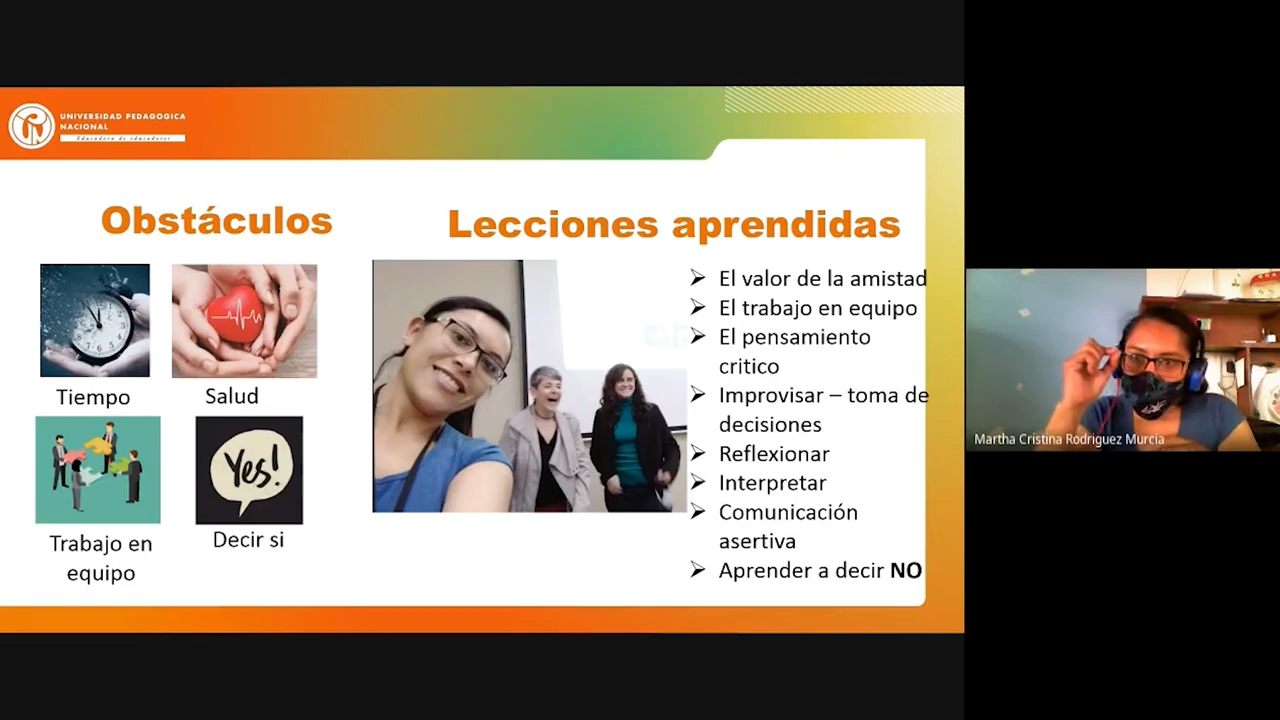 UNIVERSIDAD PEDAGOGICA
NACIONAL
Educadora de educadores
Obstáculos
Lecciones aprendidas
Tiempo
Salud
Yes!
Trabajo en
equipo
Decir si
➢ El valor de la amistad
➢ El trabajo en equipo
➢ El pensamiento
critico
➢ Improvisar – toma de
decisiones
➢ Reflexionar
➢ Interpretar
➢ Comunicación
asertiva
➢ Aprender a decir NO
Martha Cristina Rodriguez Murcia